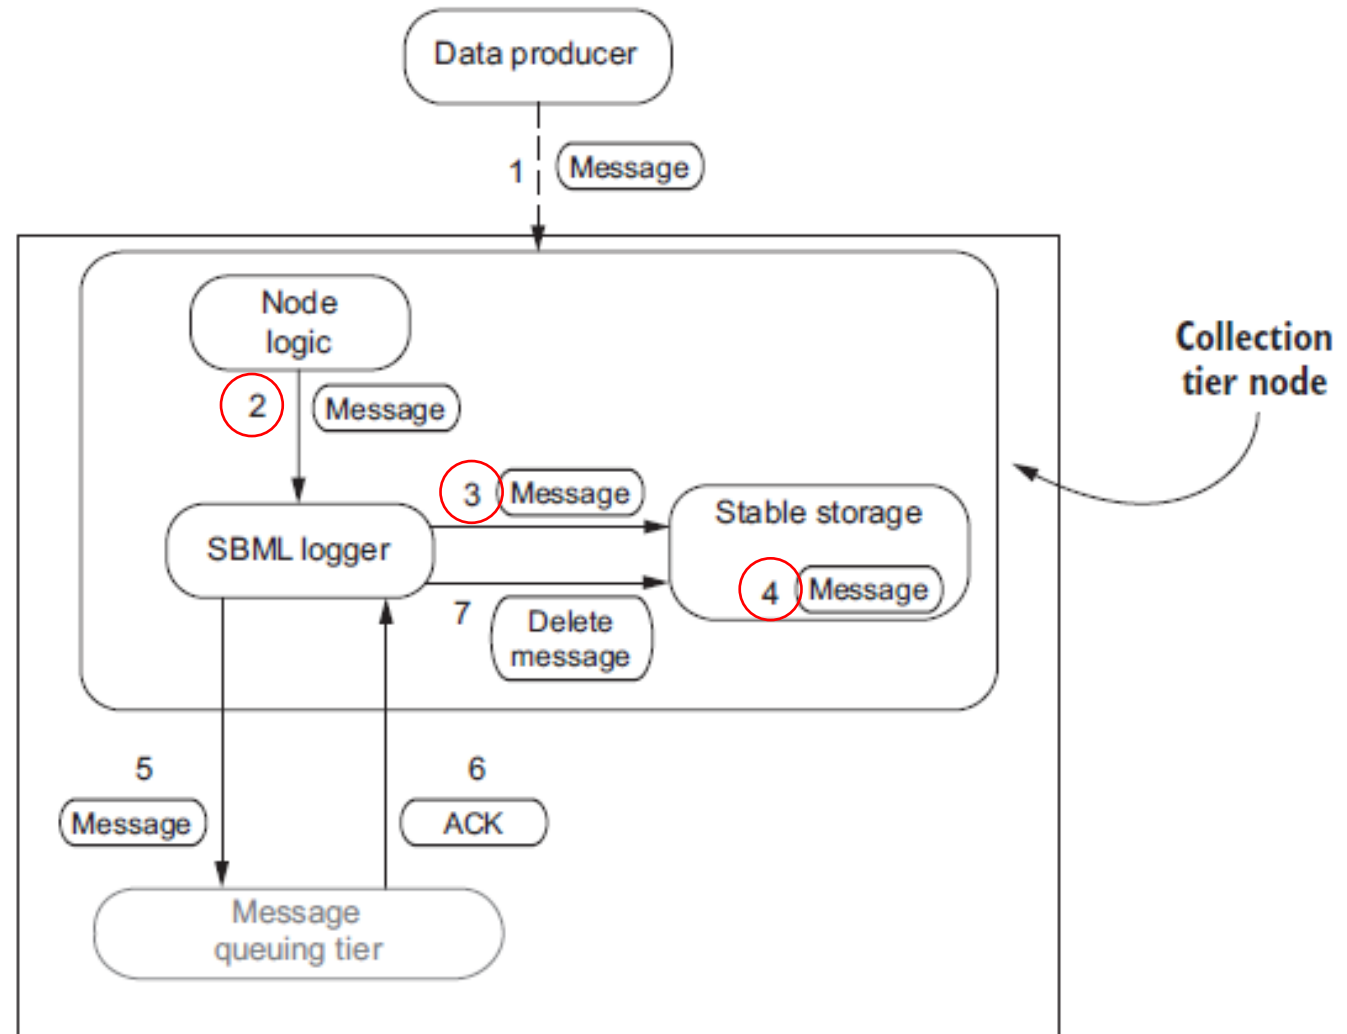 Data producer
1
Message
Node
logic
2
Message
Collection
tier node
3
Message
Stable storage
SBML logger
4
Message
7
Delete
message
5
6
Message
ACK
Message
queuing tier